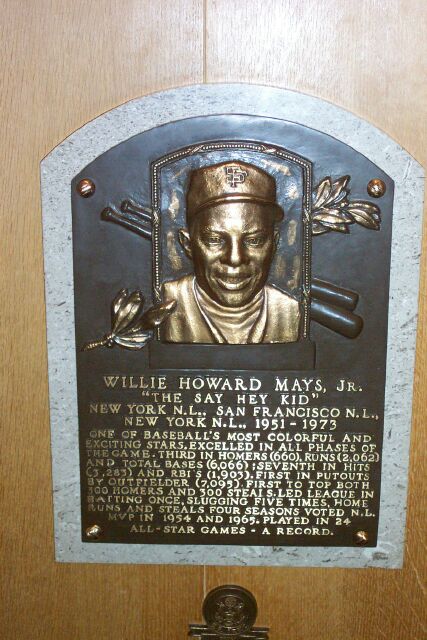 SF
WILLIE HOWARD MAYS, JR.
"THE SAY HEY KID"
NEW YORK N.L., SAN FRANCISCO N.L.,
NEW YORK N.L., 1951-1973
ONE OF BASEBALL'S MOST COLORFUL AND
EXCITING STARS. EXCELLED IN ALL PHASES OF
THE GAME. THIRD IN HOMERS (660), RUNS (2,062)
AND TOTAL BASES (6,066); SEVENTH IN HITS
(3,283) AND RBI'S (1,903). FIRST IN PUTOUTS
BY OUTFIELDER (7,095). FIRST TO TOP BOTH
300 HOMERS AND 300 STEALS. LED LEAGUE IN
BATTING ONCE, SLUGGING FIVE TIMES, HOME
RUNS AND STEALS FOUR SEASONS. VOTED N.L.
MVP IN 1954 AND 1965. PLAYED IN 24
ALL-STAR GAMES - A RECORD.